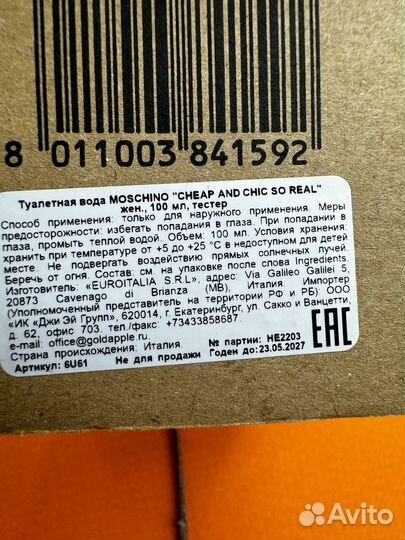 8 011003 841592
Туалетная вода MOSCHINO "CHEAP AND CHIC SO REAL"
жен., 100 мл, тестер
Способ применения: только для наружного применения. Меры
предосторожности: избегать попадания в глаза. При попадании в
глаза, промыть теплой водой. Объем: 100 мл. Условия хранения:
хранить при температуре от +5 до +25 °C в недоступном для детей
месте. Не подвергать воздействию прямых солнечных лучей.
Беречь от огня. Состав: см. на упаковке после слова Ingredients.
Изготовитель: «EUROITALIA S.R.L», адрес: Via Galileo Galilei 5,
20873 Cavenago di Brianza (MB), Италия. Импортер
(Уполномоченный представитель на территории РФ и РБ): ООО
«ИК «Джи Эй Групп», 620014, г. Екатеринбург, ул. Сакко и Ванцетти,
д. 62, офис 703. тел./факс: +73433858687
e-mail: office@goldapple.ru
Страна происхождения: Италия № партии: HE2203
Артикул: 6U61 Не для продажи Годен до: 23.05.2027
EAC
Avito